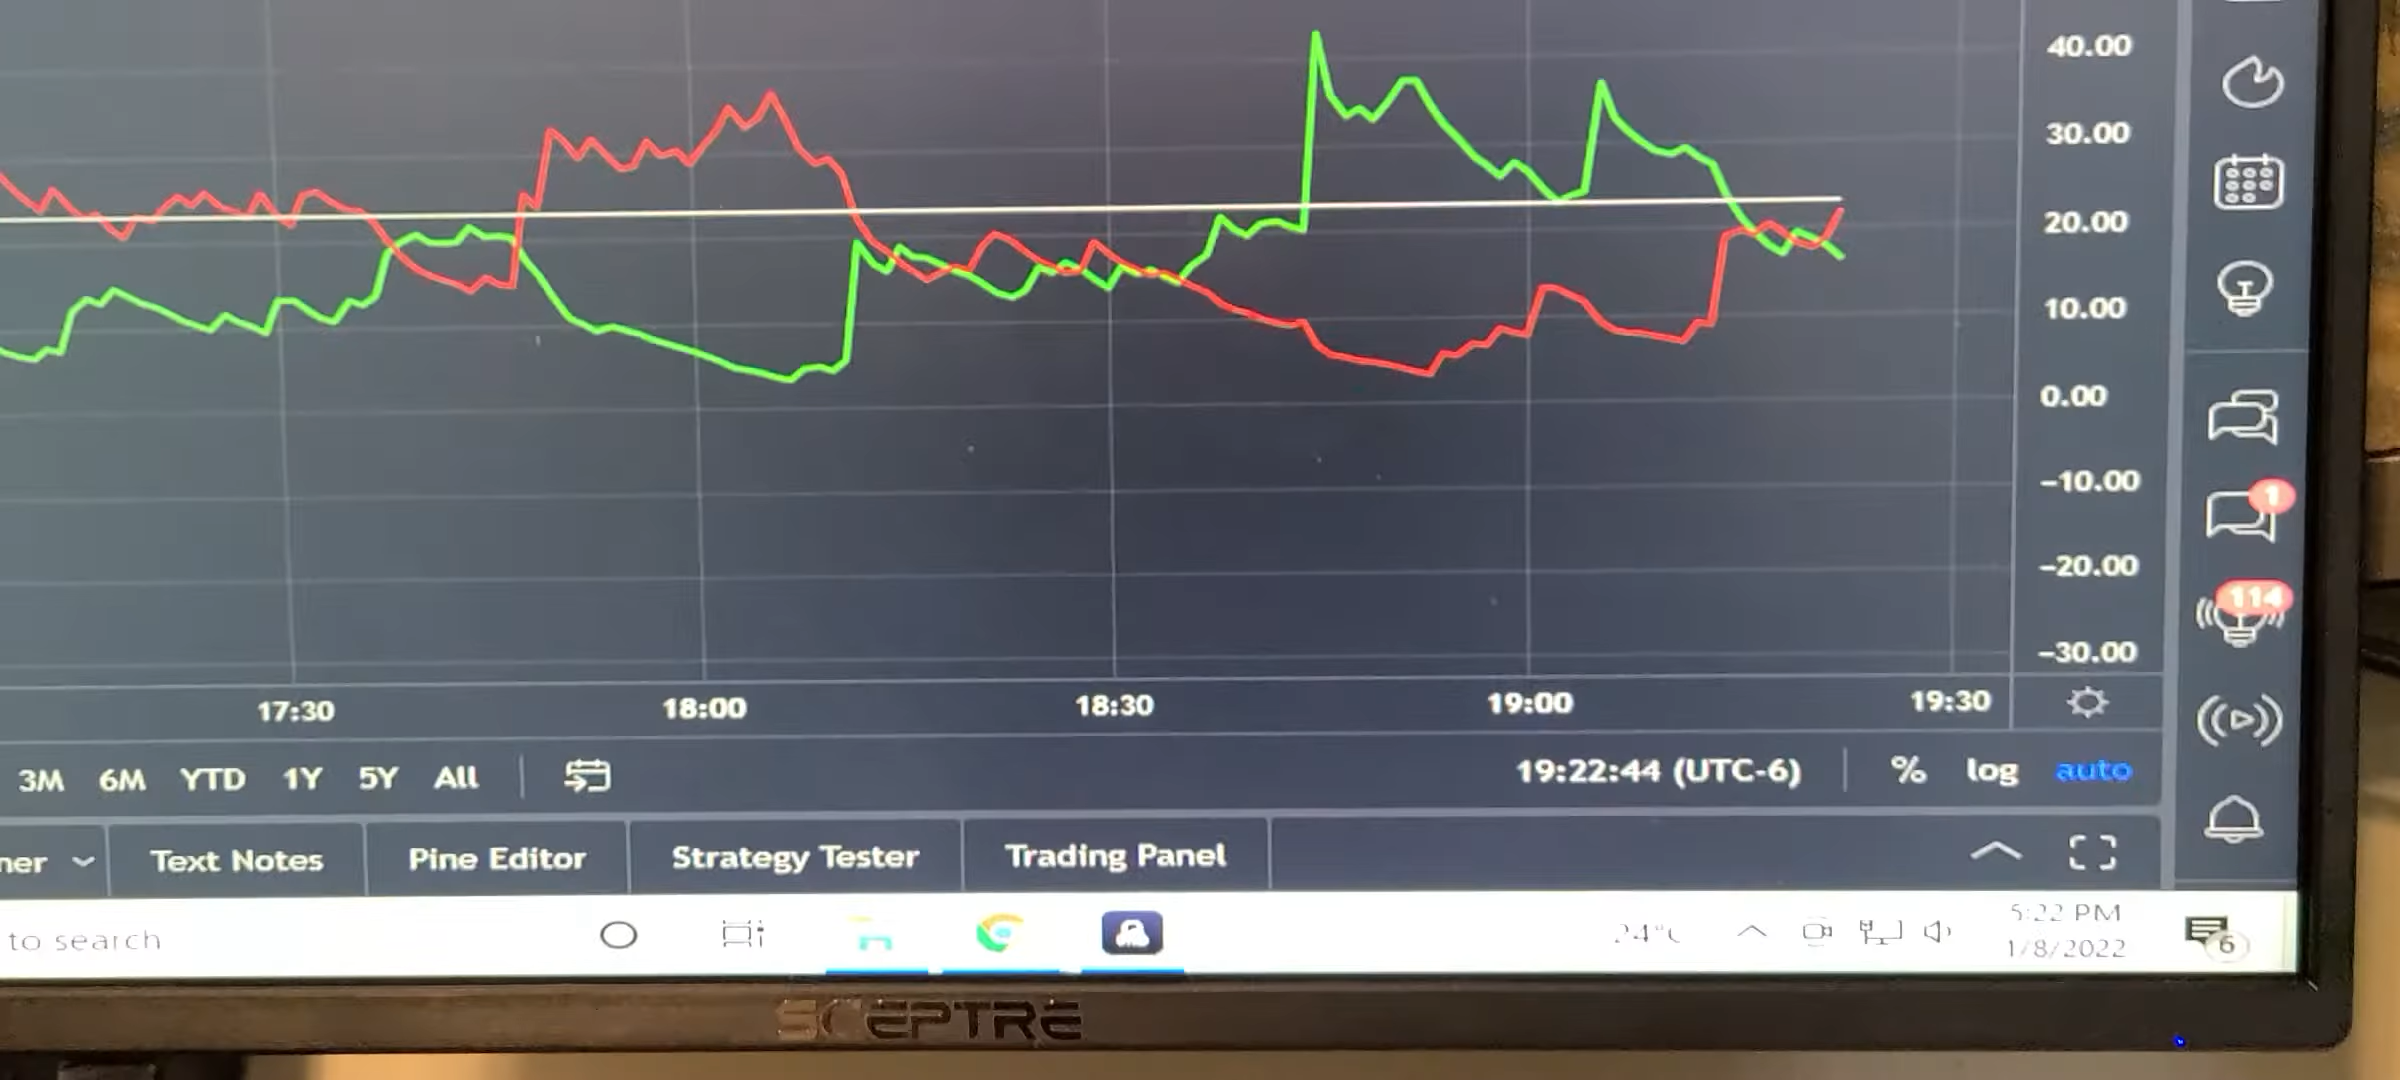 40.00
30.00
20.00
10.00
0.00
-10.00
1
-20.00
114
-30.00
17:30 18:00 18:30 19:00 19:30
3M 6M YTD 1Y 5Y All 19:22:44 (UTC-6) % log auto
ner Text Notes Pine Editor Strategy Tester Trading Panel
to search 24°C 5:22 PM
1/8/2022 6
SCEPTRE